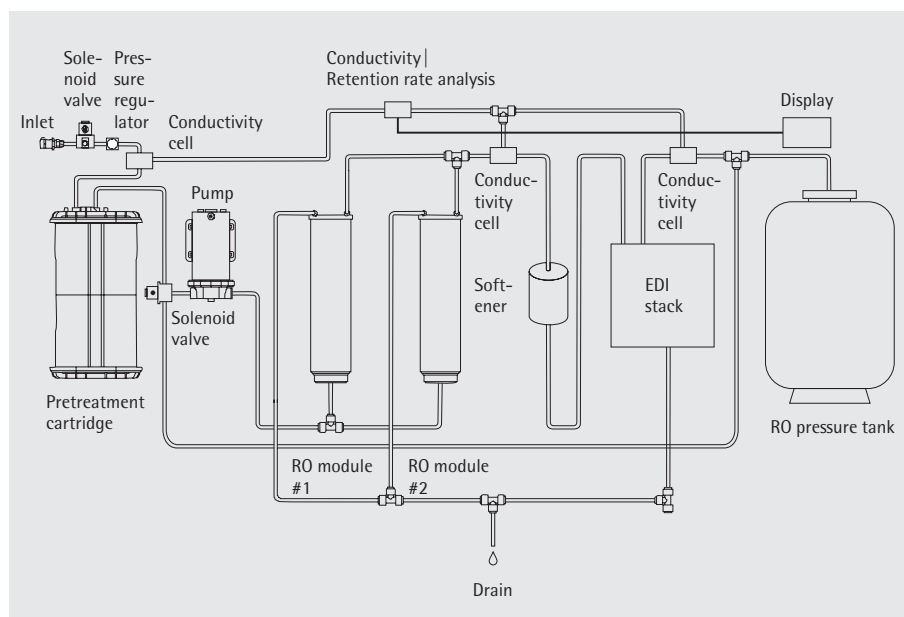 Sole-
noid
valve
Pres-
sure
regu-
lator
Inlet
Conductivity
cell
Conductivity|
Retention rate analysis
Display
Pump
Conduc-
tivity
cell
Conduc-
tivity
cell
Solenoid
valve
Soft-
ener
EDI
stack
Pretreatment
cartridge
RO pressure tank
RO module
#1
RO module
#2
Drain